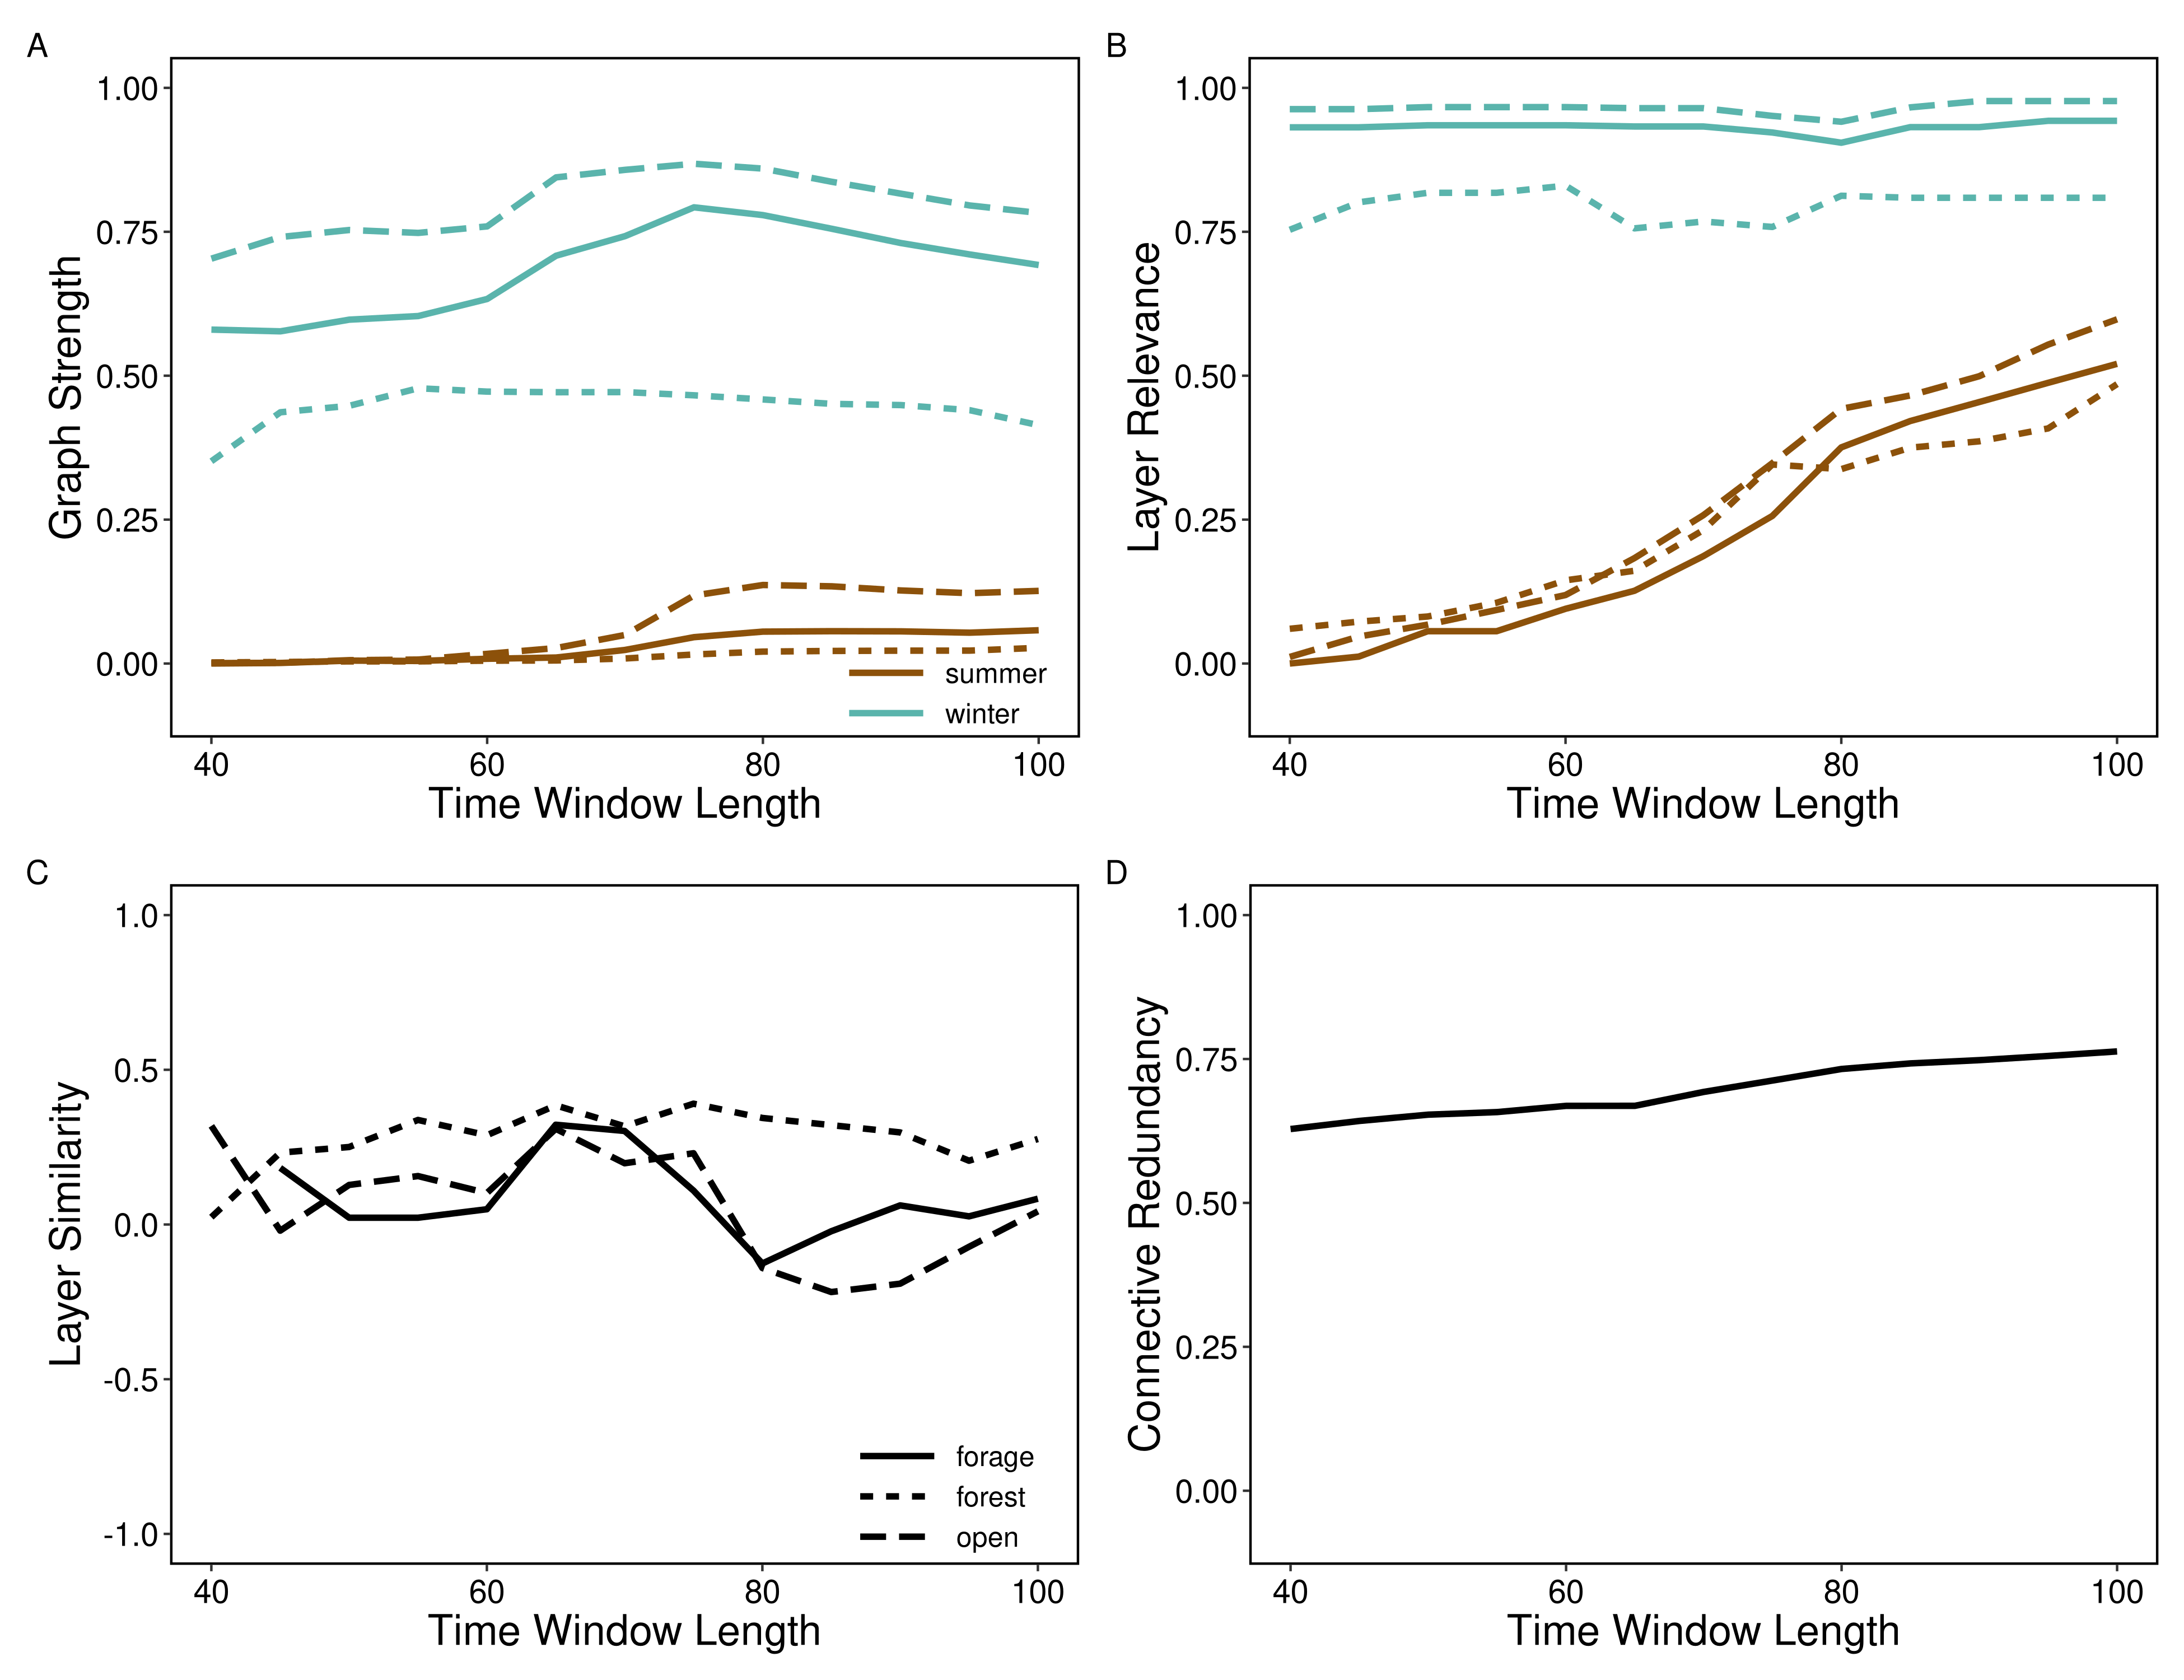 A
1.00
0.75
0.50
0.25
0.00
Graph Strength
summer
winter
40 60 80 100
Time Window Length
B
1.00
0.75
0.50
0.25
0.00
Layer Relevance
40 60 80 100
Time Window Length
C
1.0
0.5
0.0
-0.5
-1.0
Layer Similarity
forage
forest
open
40 60 80 100
Time Window Length
D
1.00
0.75
0.50
0.25
0.00
Connective Redundancy
40 60 80 100
Time Window Length